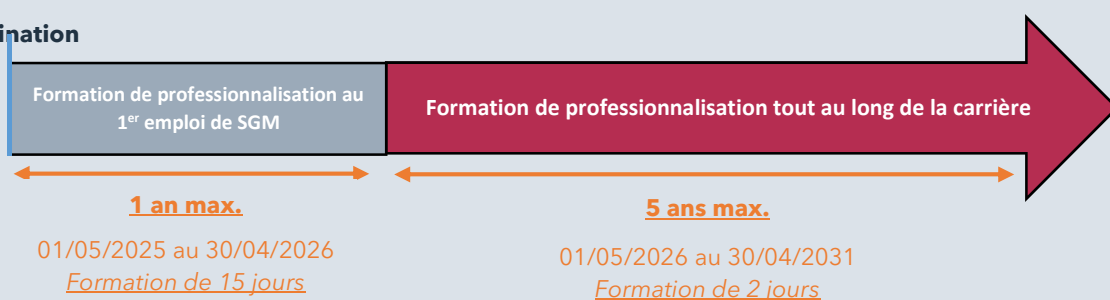 ination
Formation de professionnalisation au
1er emploi de SGM
Formation de professionnalisation tout au long de la carrière
1 an max.
01/05/2025 au 30/04/2026
Formation de 15 jours
5 ans max.
01/05/2026 au 30/04/2031
Formation de 2 jours